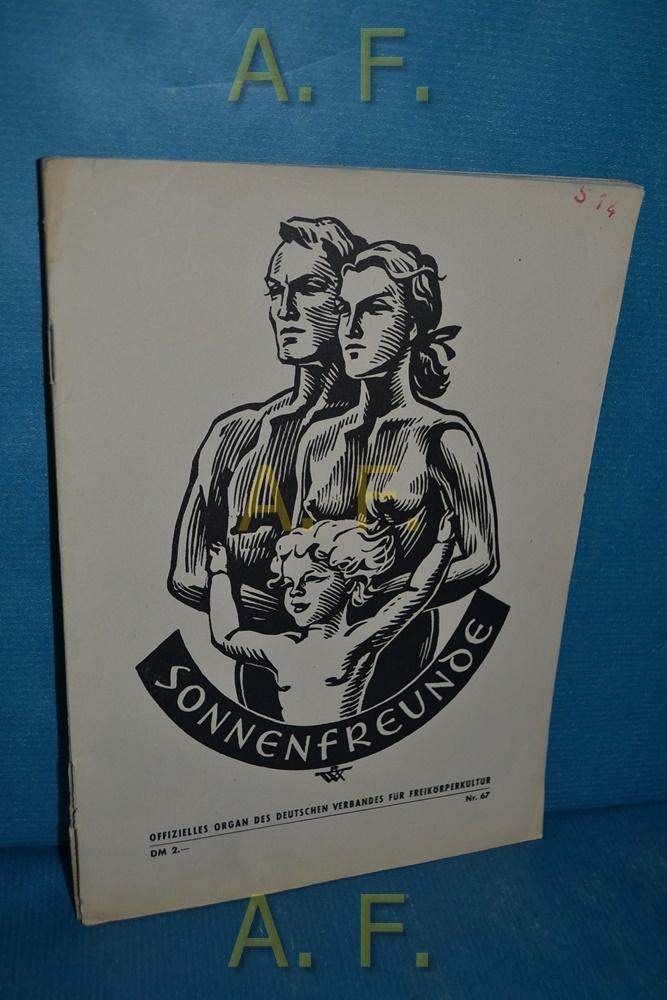 A. F.
S 14
A. F.
SONNENFREUNDE
OFFIZIELLES ORGAN DES DEUTSCHEN VERBANDES FÜR FREIKÖRPERKULTUR
DM 2.—
Nr. 67
A. F.